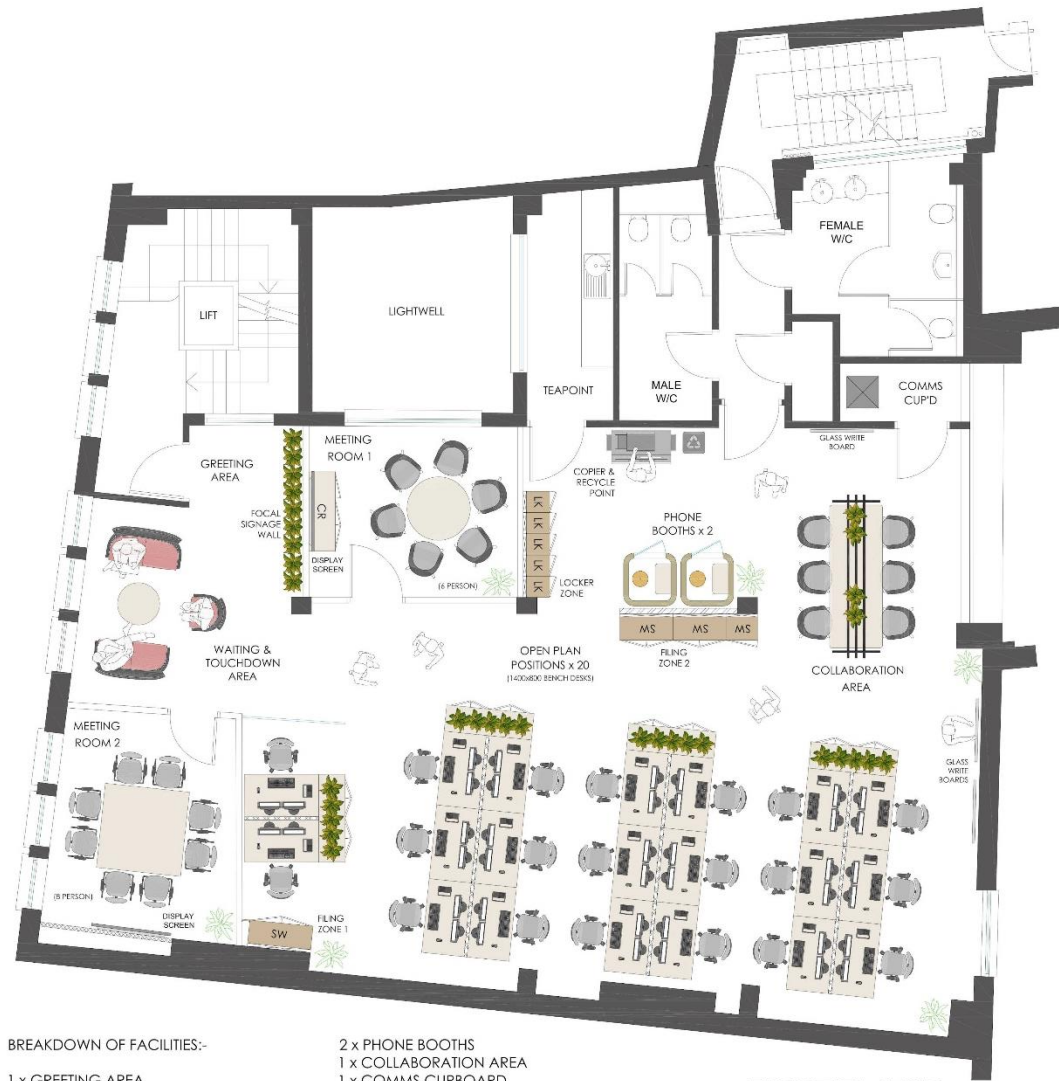 FEMALE
W/C
LIFT
LIGHTWELL
TEAPOINT
MALE
W/C
COMMS
CUP'D
GLASS WRITE
BOARD
MEETING
ROOM 1
GREETING
AREA
COPIER &
RECYCLE
POINT
FOCAL
SIGNAGE
WALL
CR
DISPLAY
SCREEN
(6 PERSON)
LK
LK
LK
LK
LK
LOCKER
ZONE
PHONE
BOOTHS x 2
MS
MS
MS
FILING
ZONE 2
WAITING &
TOUCHDOWN
AREA
OPEN PLAN
POSITIONS x 20
(1400x800 BENCH DESKS)
COLLABORATION
AREA
MEETING
ROOM 2
GLASS
WRITE
BOARDS
(8 PERSON)
DISPLAY
SCREEN
SW
FILING
ZONE 1
BREAKDOWN OF FACILITIES:-
1 x GREETING AREA
2 x PHONE BOOTHS
1 x COLLABORATION AREA
1 x COMMS CUPBOARD